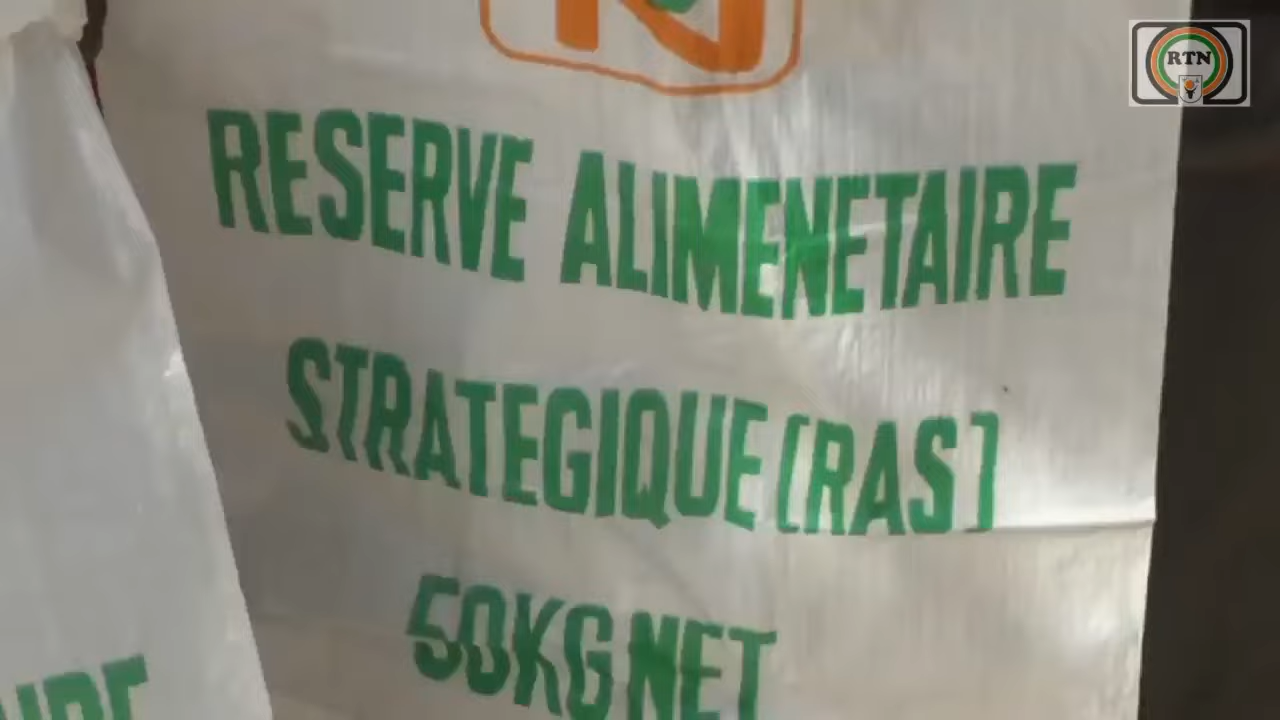 RTN
RESERVE ALIMENETAIRE
STRATEGIQUE (RAS)
50KG NET